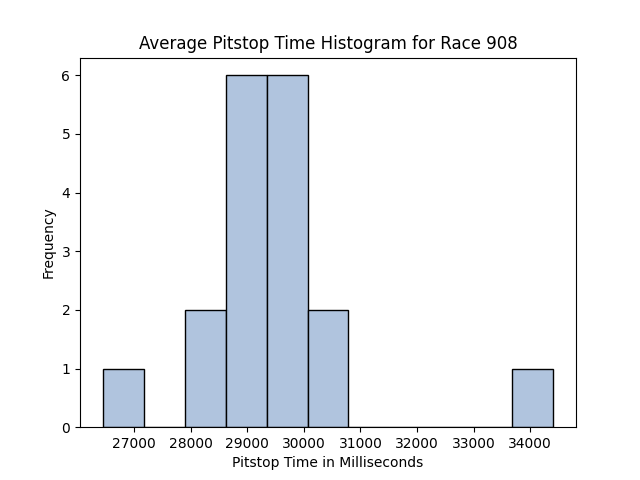 Average Pitstop Time Histogram for Race 908
6
5
4
3
2
1
0
Frequency
27000 28000 29000 30000 31000 32000 33000 34000
Pitstop Time in Milliseconds